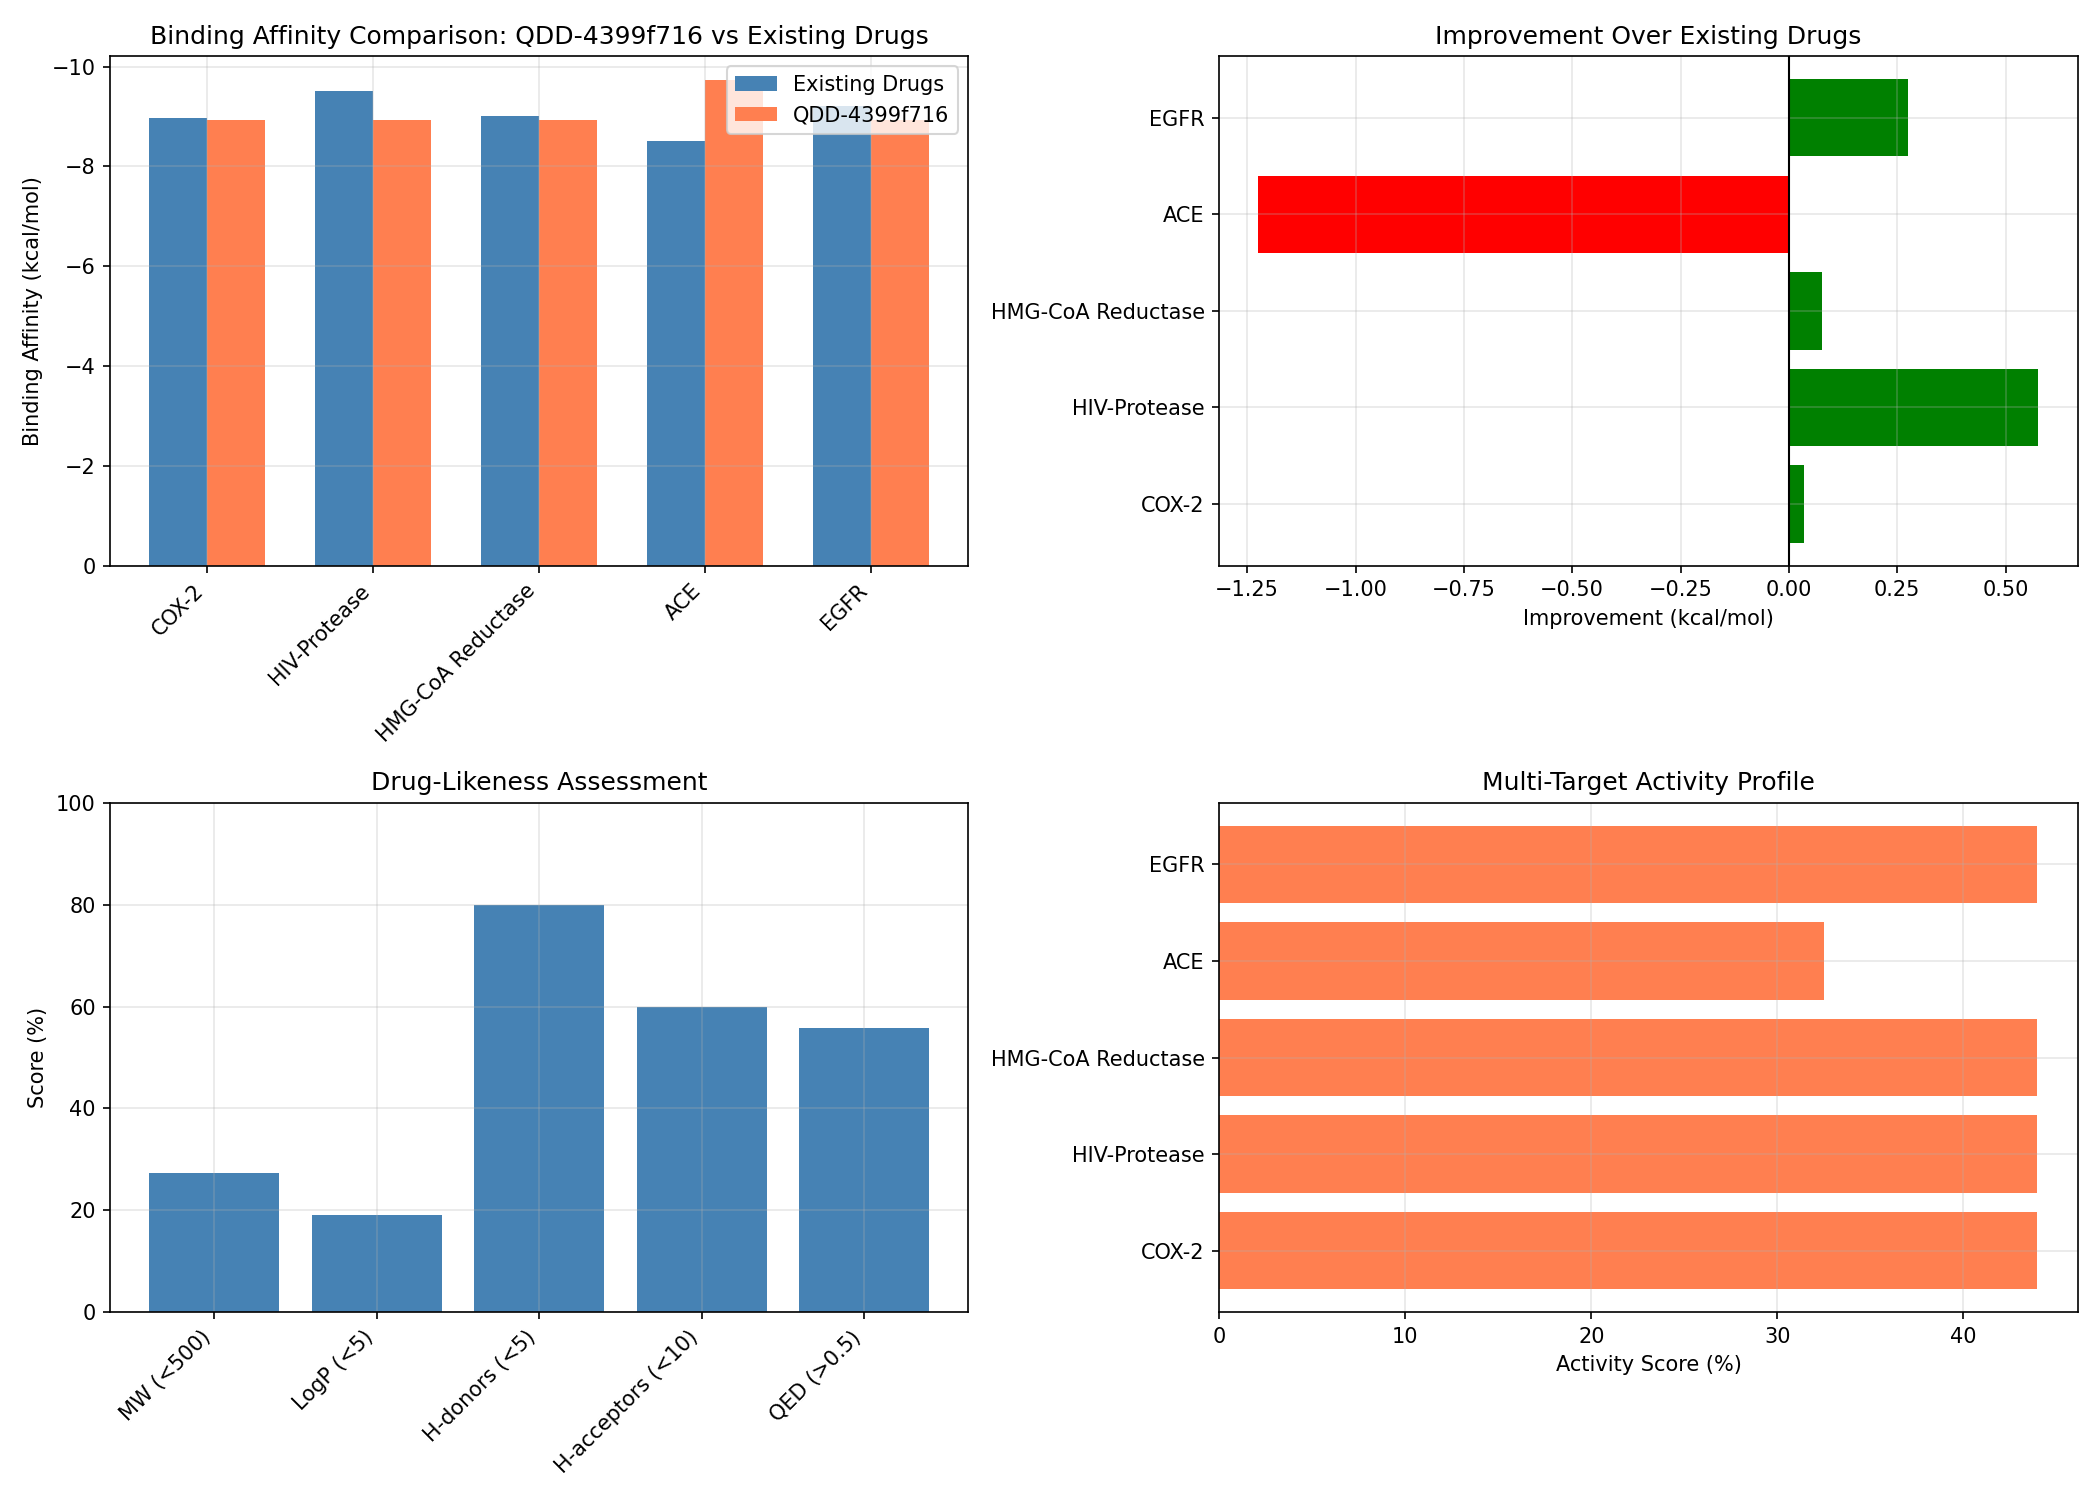 Binding Affinity Comparison: QDD-4399f716 vs Existing Drugs
Existing Drugs
QDD-4399f716
Binding Affinity (kcal/mol)
−10
−8
−6
−4
−2
0
COX-2
HIV-Protease
HMG-CoA Reductase
ACE
EGFR
Improvement Over Existing Drugs
EGFR
ACE
HMG-CoA Reductase
HIV-Protease
COX-2
−1.25
−1.00
−0.75
−0.50
−0.25
0.00
0.25
0.50
Improvement (kcal/mol)
Drug-Likeness Assessment
Score (%)
100
80
60
40
20
0
MW (<500)
LogP (<5)
H-donors (<5)
H-acceptors (<10)
QED (>0.5)
Multi-Target Activity Profile
EGFR
ACE
HMG-CoA Reductase
HIV-Protease
COX-2
0
10
20
30
40
Activity Score (%)